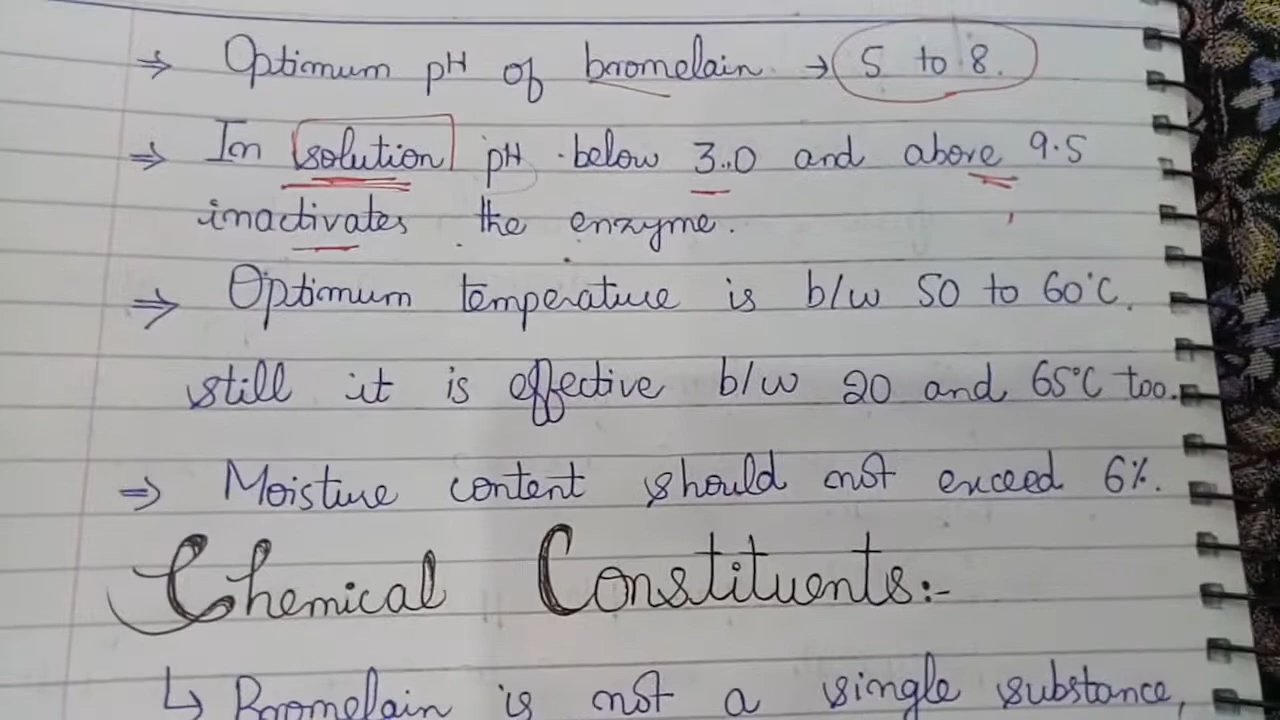 ⇒ Optimum pH of bromelain → 5 to 8.
⇒ In solution pH below 3.0 and above 9.5
inactivates the enzyme.
⇒ Optimum temperature is b/w 50 to 60°C.
still it is effective b/w 20 and 65°C too.
⇒ Moisture content should not exceed 6%.
Chemical Constituents:-
↳ Bromelain is not a single substance,